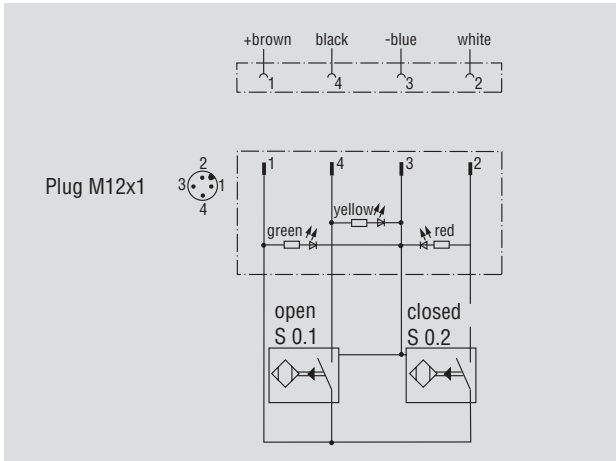 +brown black -blue white
1 4 3 2
Plug M12x1
2
3 1
4
1 4 3 2
yellow
green red
open closed
S 0.1 S 0.2